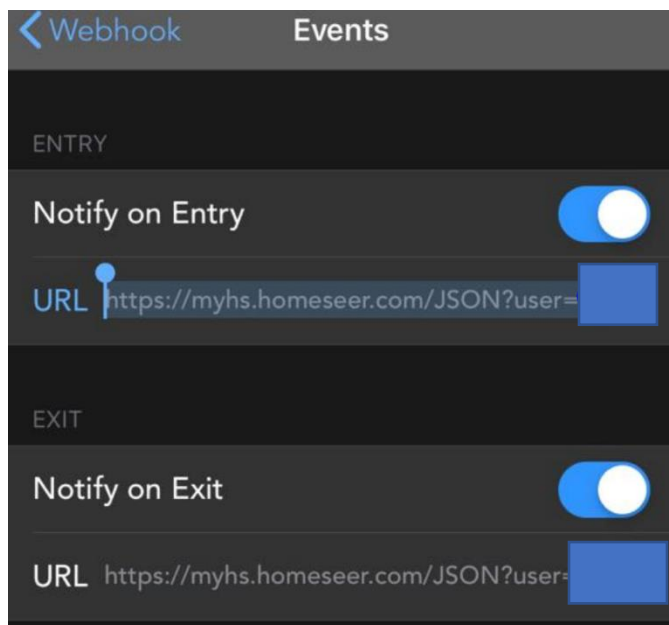 Webhook Events
ENTRY
Notify on Entry
URL https://myhs.homeseer.com/JSON?user=
EXIT
Notify on Exit
URL https://myhs.homeseer.com/JSON?user=